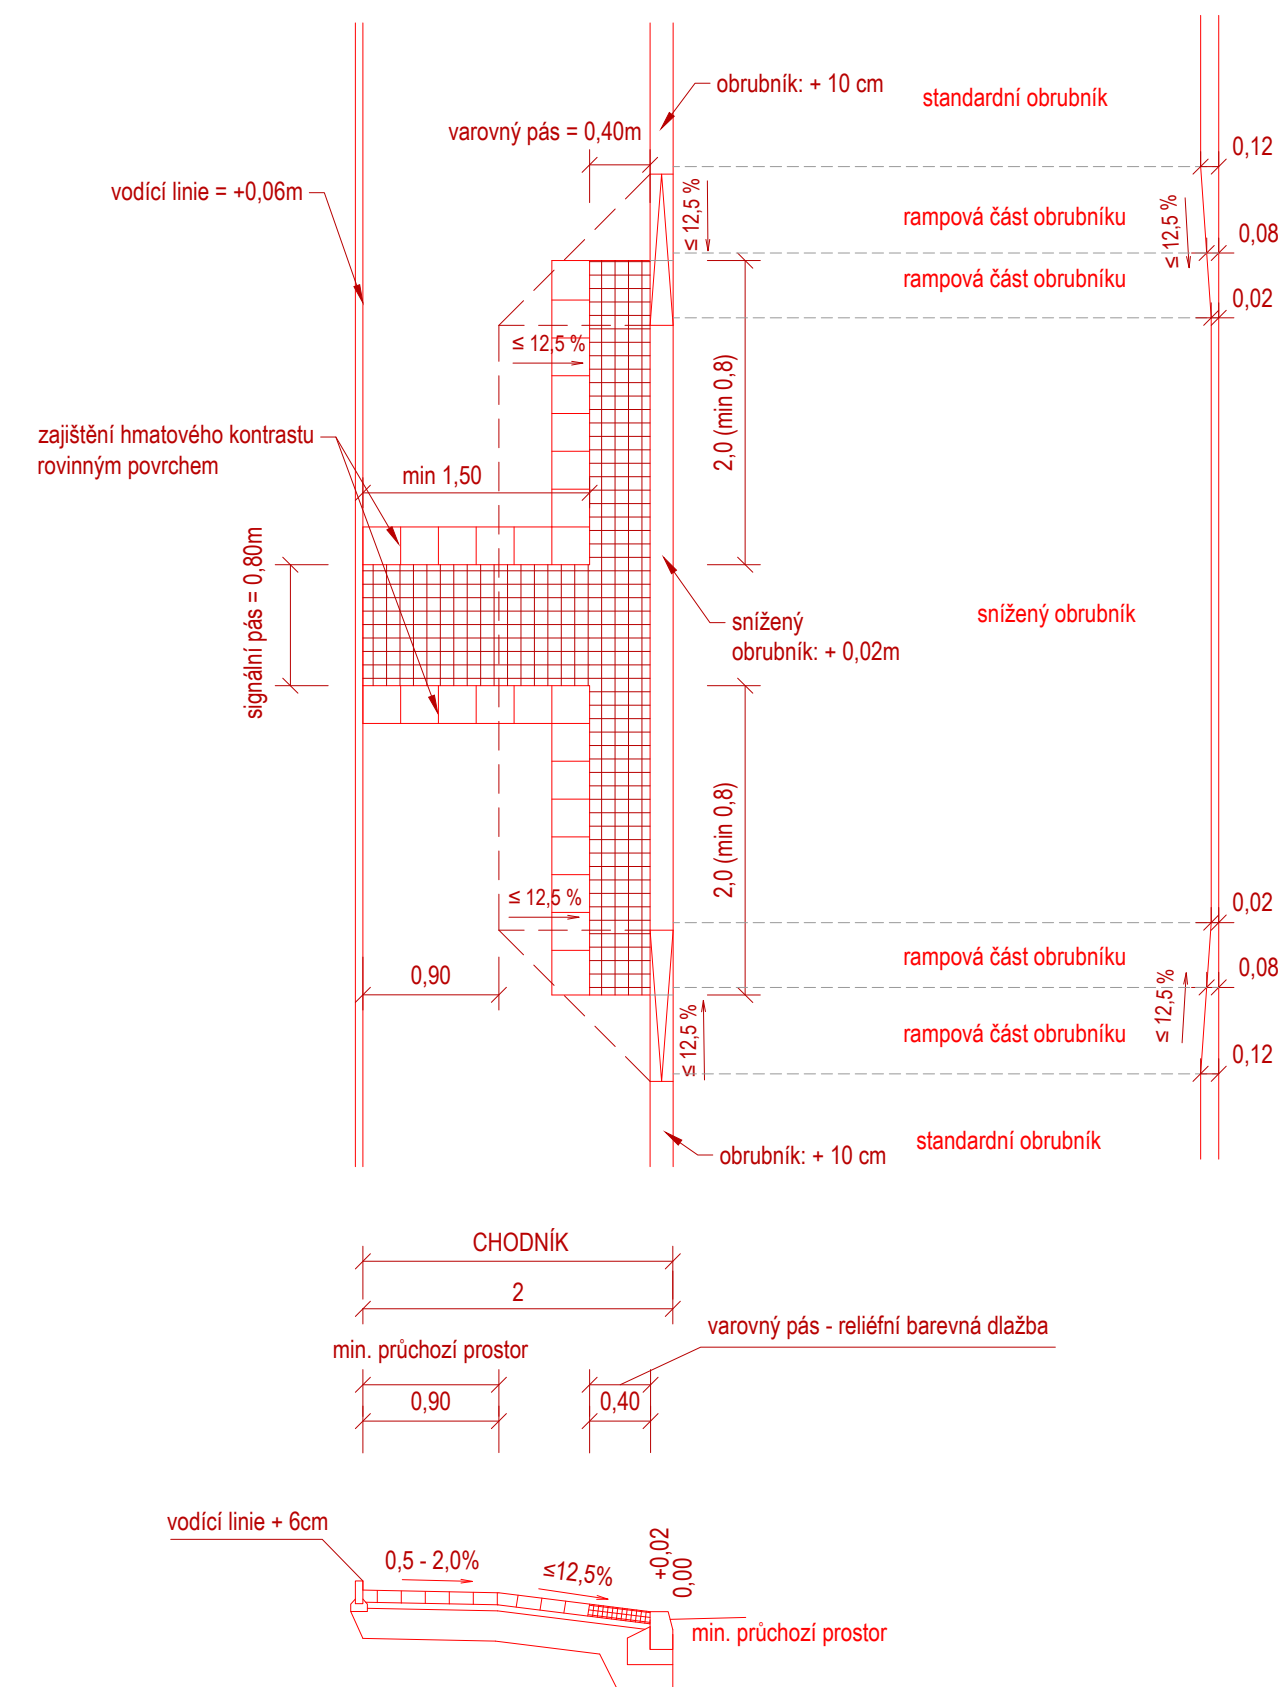 obrubník: + 10 cm
standardní obrubník
varovný pás = 0,40m
0,12
vodící linie = +0,06m
≤ 12,5 %
rampová část obrubníku
≤ 12,5 %
0,08
rampová část obrubníku
0,02
≤ 12,5 %
2,0 (min 0,8)
zajištění hmatového kontrastu
rovinným povrchem
min 1,50
signální pás = 0,80m
snížený
obrubník: + 0,02m
snížený obrubník
2,0 (min 0,8)
≤ 12,5 %
0,02
rampová část obrubníku
0,90
0,08
≤ 12,5 %
rampová část obrubníku
≤ 12,5 %
0,12
standardní obrubník
obrubník: + 10 cm
CHODNÍK
2
varovný pás - reliéfní barevná dlažba
min. průchozí prostor
0,90
0,40
vodící linie + 6cm
0,5 - 2,0%
≤12,5%
+0,02
0,00
min. průchozí prostor